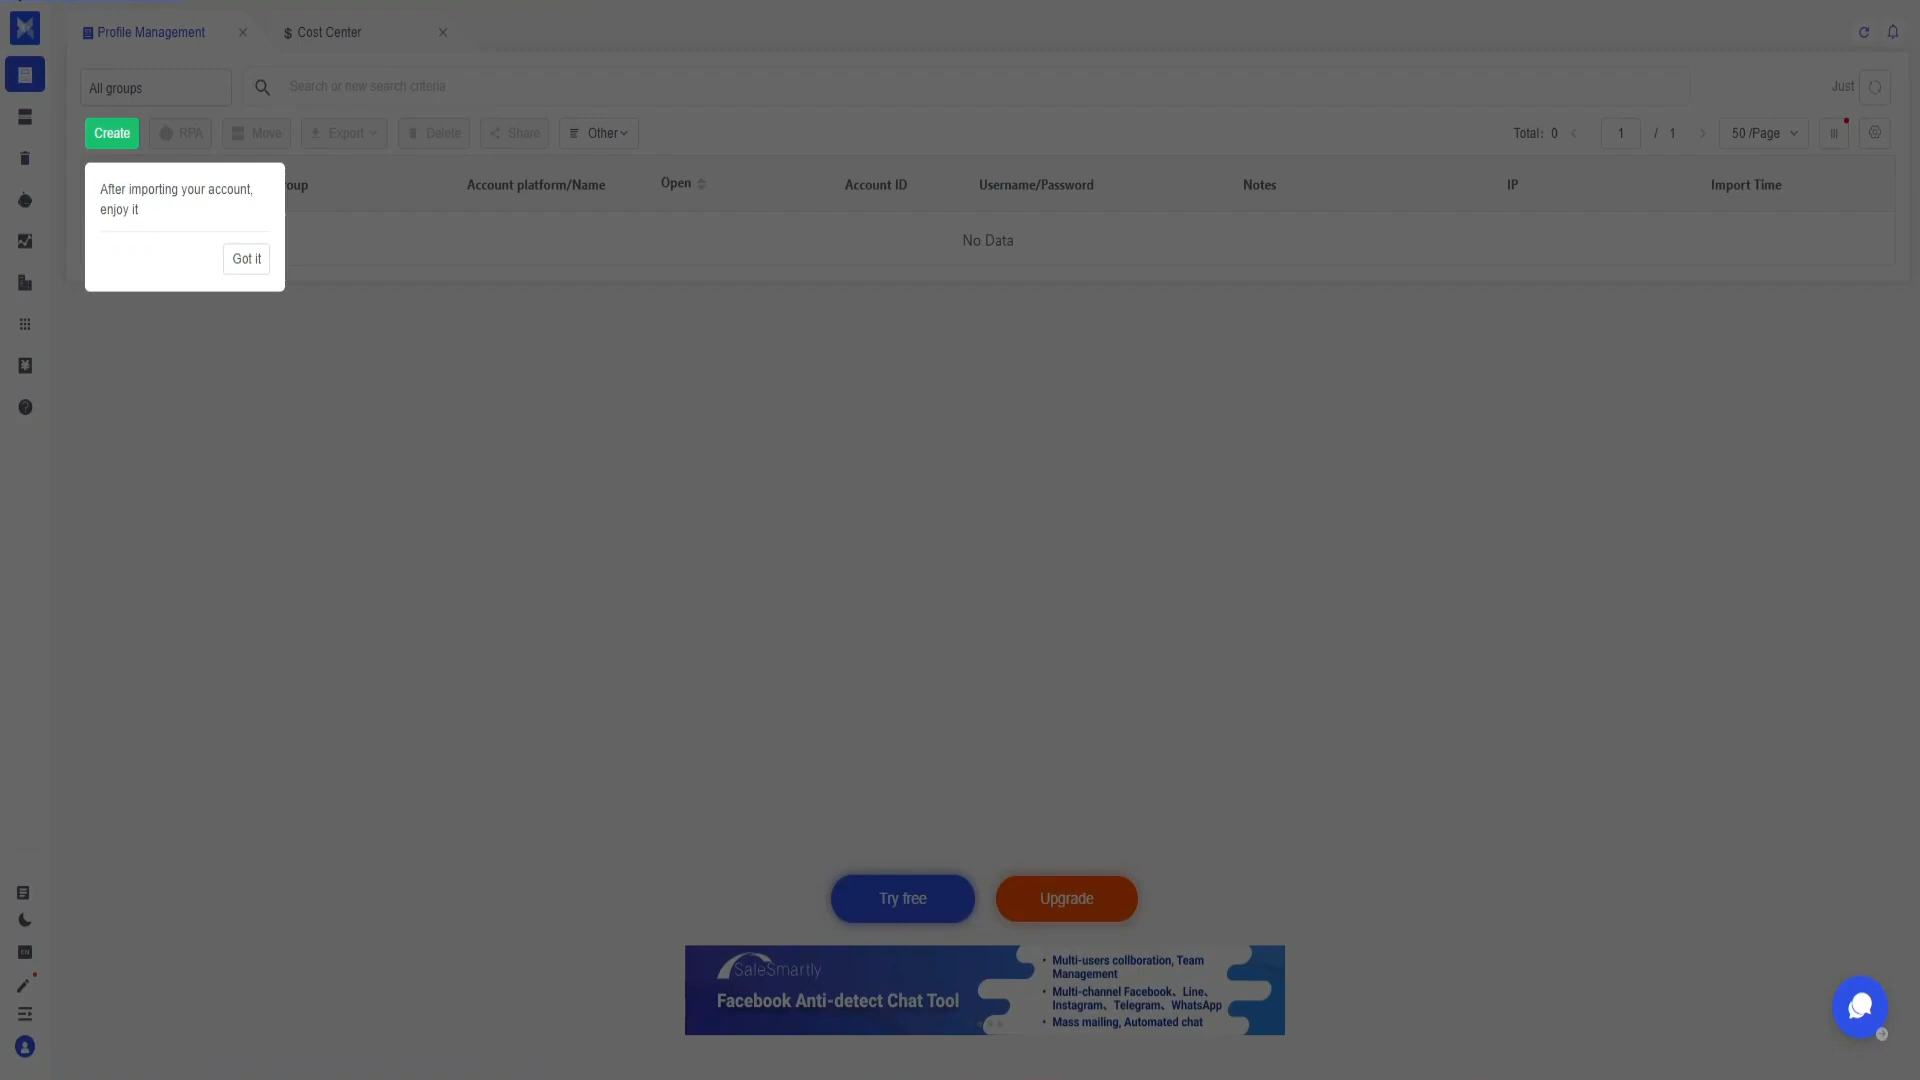 Profile Management
$ Cost Center
All groups
Search or new search criteria
Just
Create
RPA
Move
Export
Delete
Share
Other
Total: 0
1
/ 1
50 /Page
After importing your account,
enjoy it
Got it
oup
Account platform/Name
Open
Account ID
Username/Password
Notes
IP
Import Time
No Data
Try free
Upgrade
SaleSmartly
Facebook Anti-detect Chat Tool
• Multi-users collboration, Team
Management
• Multi-channel Facebook、Line、
Instagram、Telegram、WhatsApp
• Mass mailing, Automated chat
EN